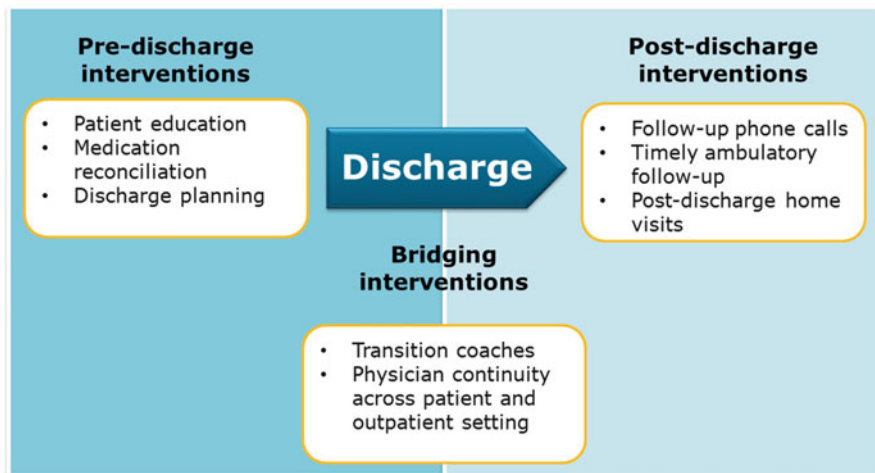 Pre-discharge
interventions
• Patient education
• Medication
reconciliation
• Discharge planning
Discharge
Post-discharge
interventions
• Follow-up phone calls
• Timely ambulatory
follow-up
• Post-discharge home
visits
Bridging
interventions
• Transition coaches
• Physician continuity
across patient and
outpatient setting